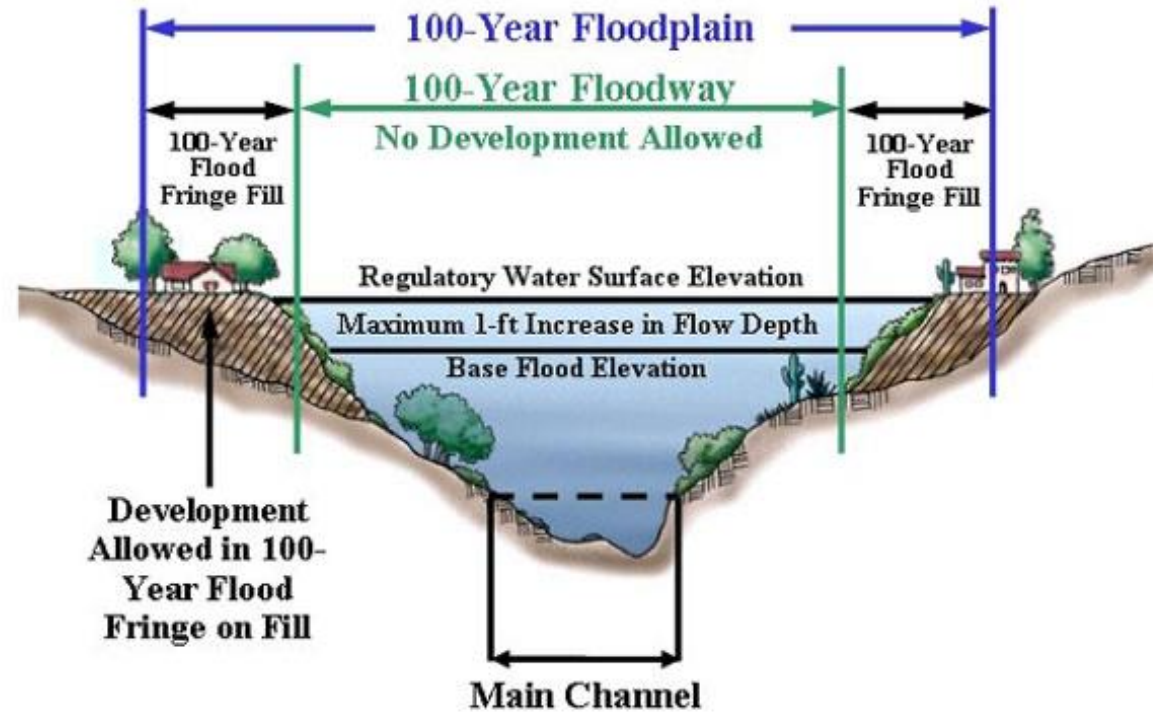 100-Year Floodplain
100-Year Floodway
No Development Allowed
100-Year
Flood
Fringe Fill
100-Year
Flood
Fringe Fill
Regulatory Water Surface Elevation
Maximum 1-ft Increase in Flow Depth
Base Flood Elevation
Development
Allowed in 100-
Year Flood
Fringe on Fill
Main Channel